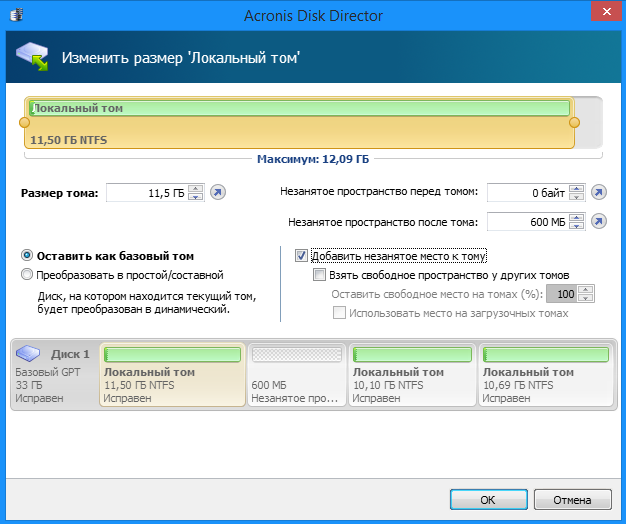 Acronis Disk Director
Изменить размер 'Локальный том'
Локальный том
11,50 ГБ NTFS
Максимум: 12,09 ГБ
Размер тома: 11,5 ГБ
Незанятое пространство перед томом: 0 байт
Незанятое пространство после тома: 600 МБ
Оставить как базовый том
Преобразовать в простой/составной
Диск, на котором находится текущий том,
будет преобразован в динамический.
Добавить незанятое место к тому
Взять свободное пространство у других томов
Оставить свободное место на томах (%): 100
Использовать место на загрузочных томах
Диск 1
Базовый GPT
33 ГБ
Исправен
Локальный том
11,50 ГБ NTFS
Исправен
600 МБ
Незанятое про...
Локальный том
10,10 ГБ NTFS
Исправен
Локальный том
10,69 ГБ NTFS
Исправен
OK
Отмена